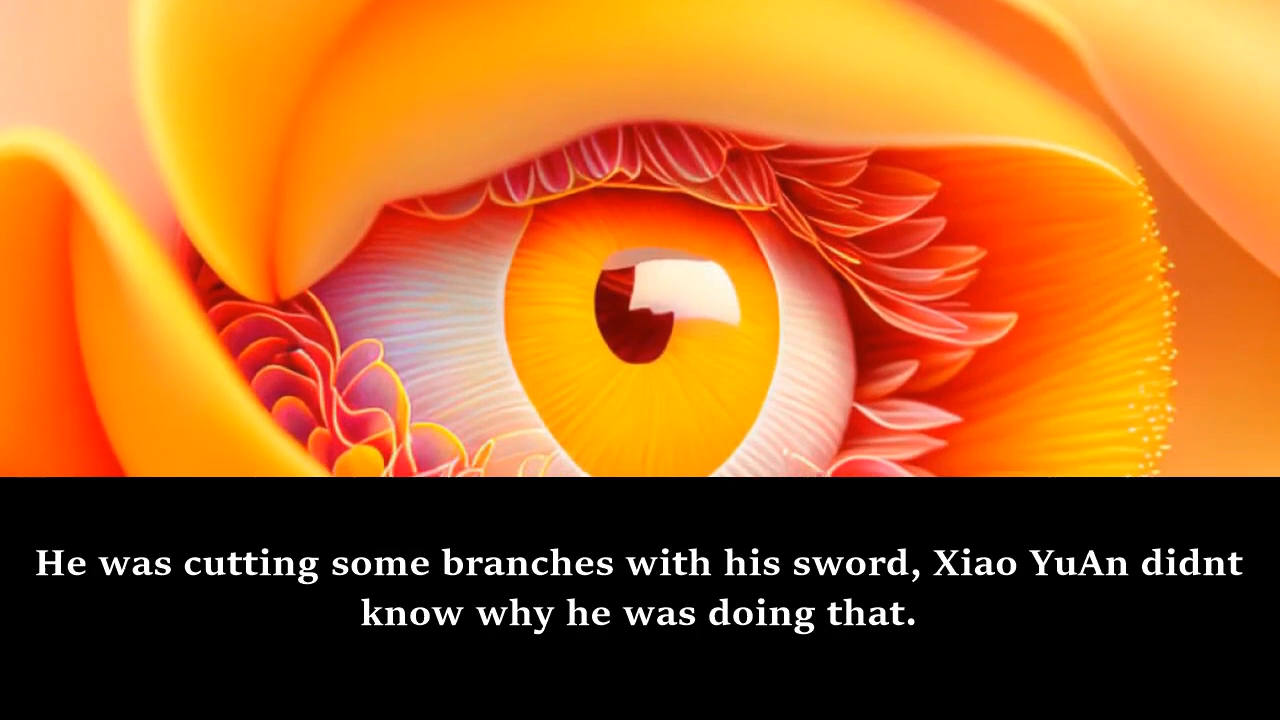 He was cutting some branches with his sword, Xiao YuAn didnt
know why he was doing that.